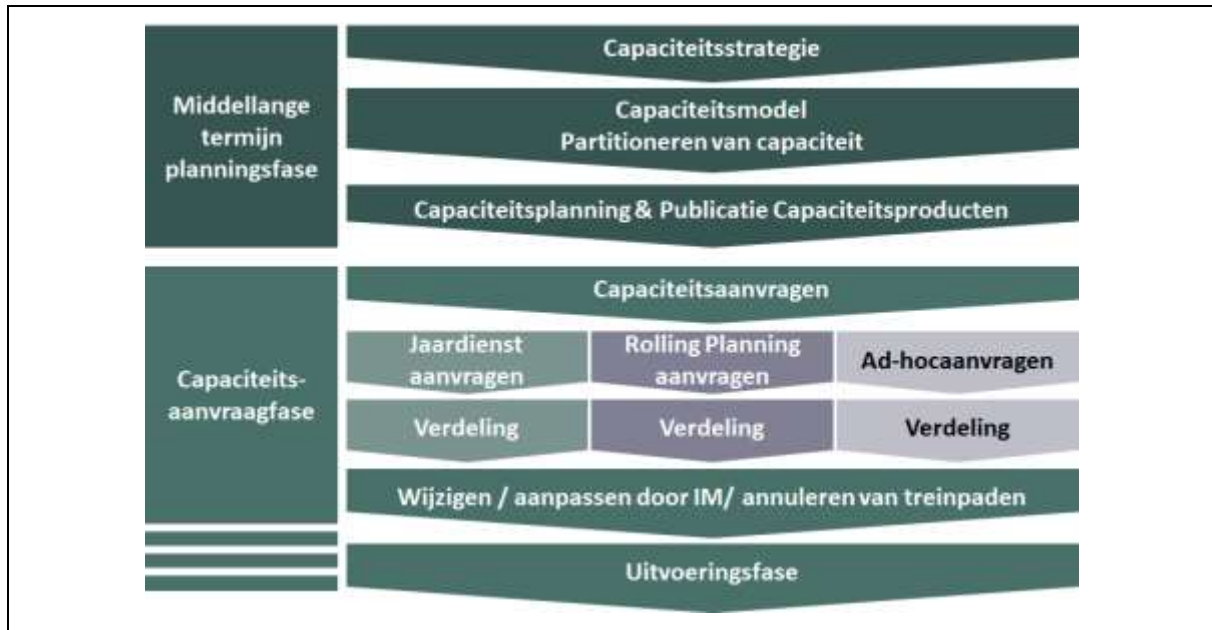 Middellange
termijn
planningsfase
Capaciteitsstrategie
Capaciteitsmodel
Partitioneren van capaciteit
Capaciteitsplanning & Publicatie Capaciteitsproducten
Capaciteits-
aanvraagfase
Capaciteitsaanvragen
Jaardienst
aanvragen
Rolling Planning
aanvragen
Ad-hocaanvragen
Verdeling
Verdeling
Verdeling
Wijzigen / aanpassen door IM/ annuleren van treinpaden
Uitvoeringsfase